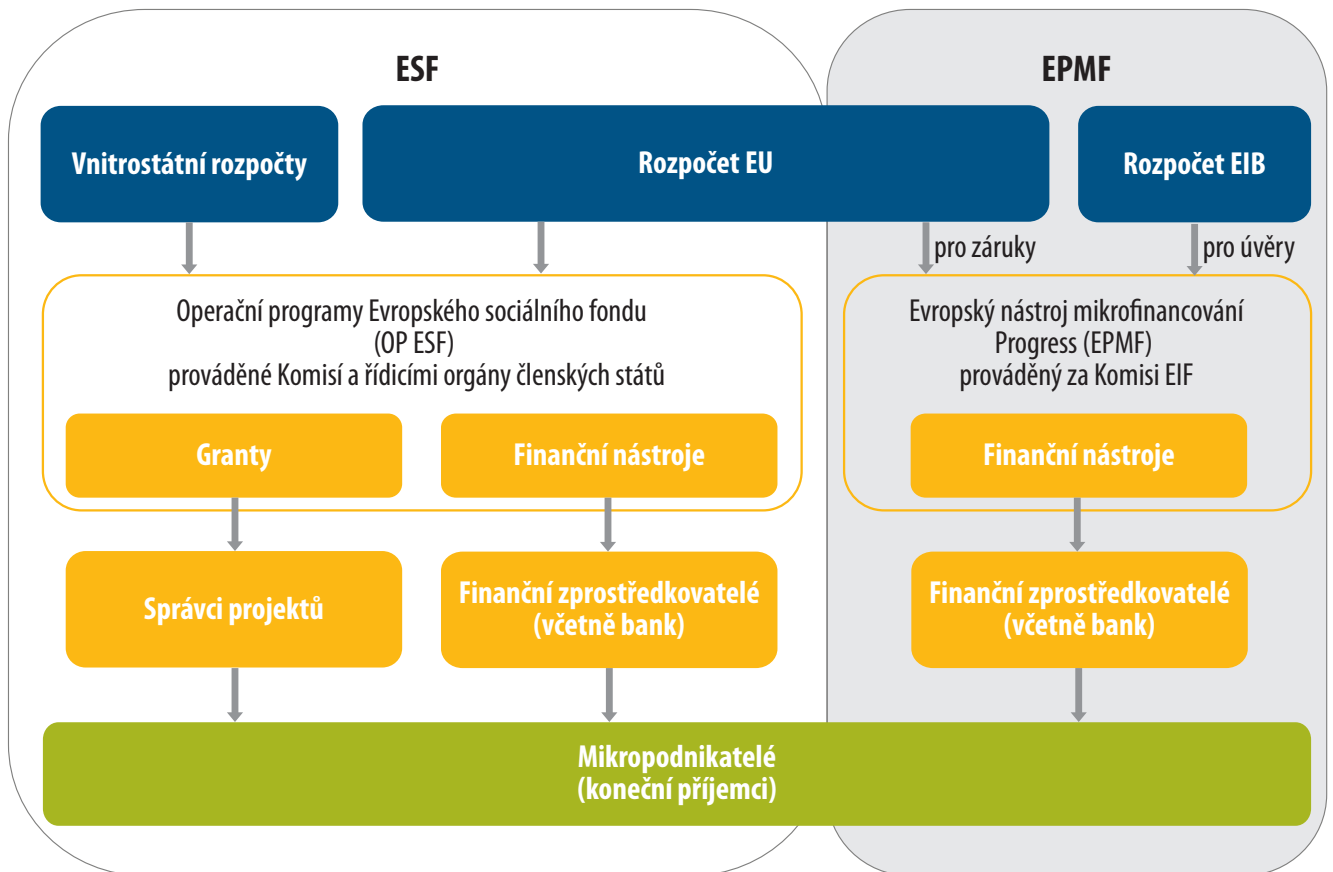 ESF
EPMF
Vnitrostátní rozpočty
Rozpočet EU
Rozpočet EIB
pro záruky
pro úvěry
Operační programy Evropského sociálního fondu
(OP ESF)
prováděné Komisí a řídicími orgány členských států
Evropský nástroj mikrofinancování
Progress (EPMF)
prováděný za Komisi EIF
Granty
Finanční nástroje
Finanční nástroje
Správci projektů
Finanční zprostředkovatelé
(včetně bank)
Finanční zprostředkovatelé
(včetně bank)
Mikropodnikatelé
(koneční příjemci)